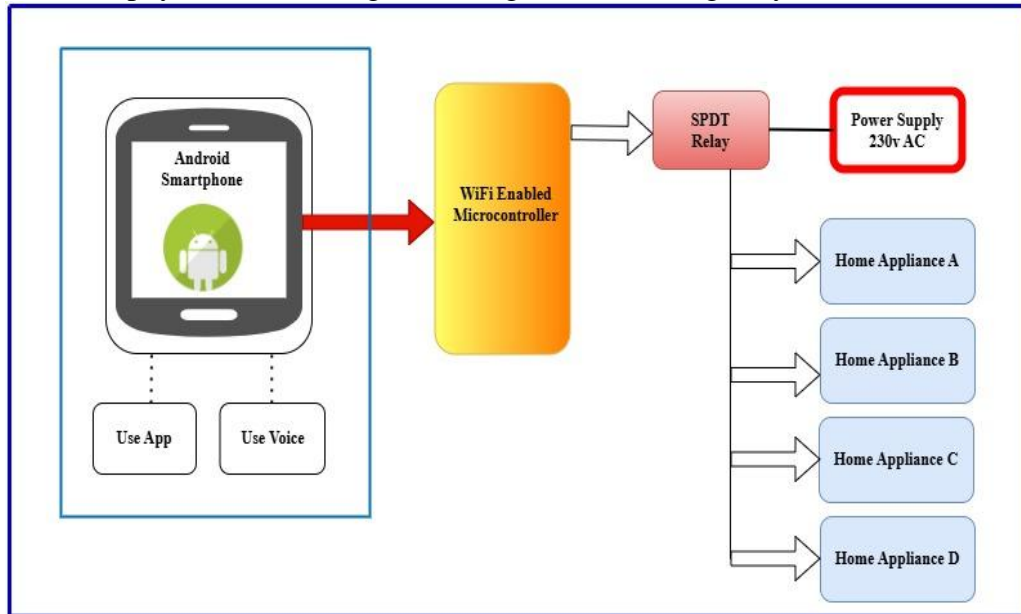 Android
Smartphone
Use App
Use Voice
WiFi Enabled
Microcontroller
SPDT
Relay
Power Supply
230v AC
Home Appliance A
Home Appliance B
Home Appliance C
Home Appliance D